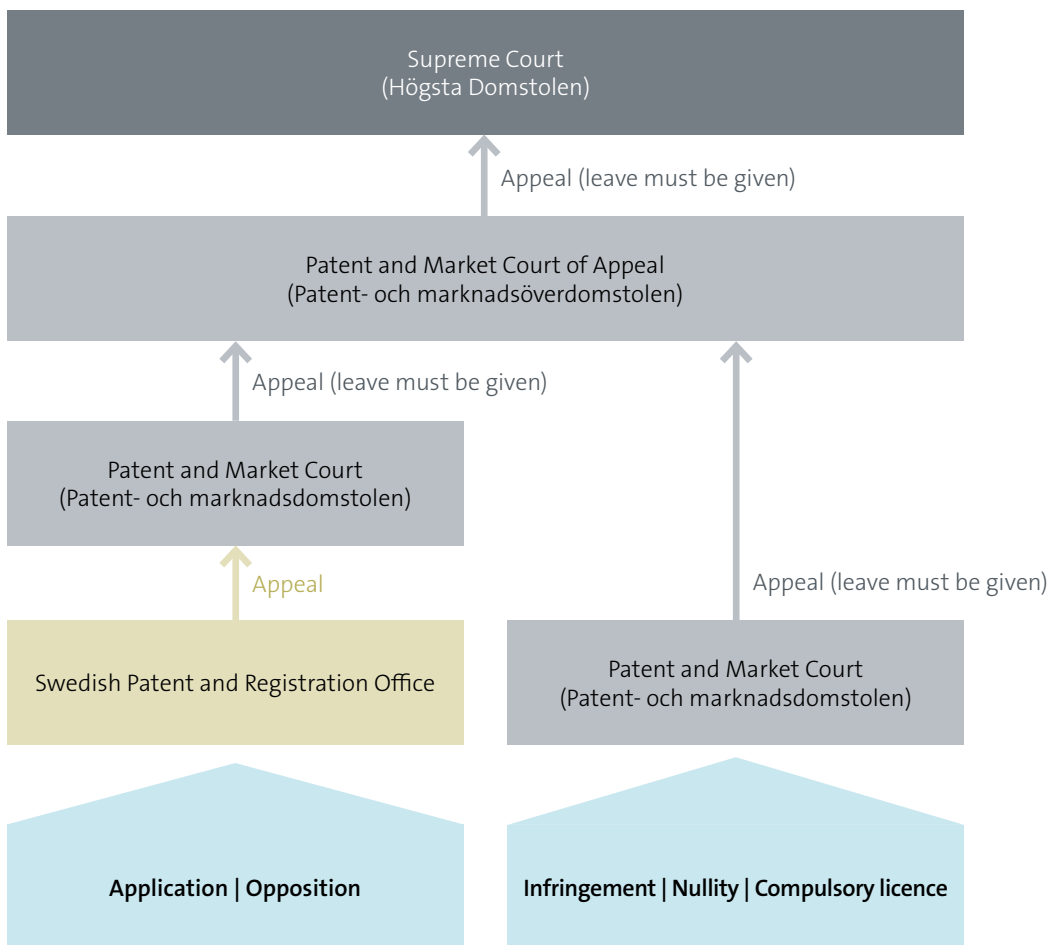 Supreme Court
(Högsta Domstolen)
Appeal (leave must be given)
Patent and Market Court of Appeal
(Patent- och marknadsöverdomstolen)
Appeal (leave must be given)
Patent and Market Court
(Patent- och marknadsdomstolen)
Appeal
Appeal (leave must be given)
Swedish Patent and Registration Office
Patent and Market Court
(Patent- och marknadsdomstolen)
Application | Opposition
Infringement | Nullity | Compulsory licence